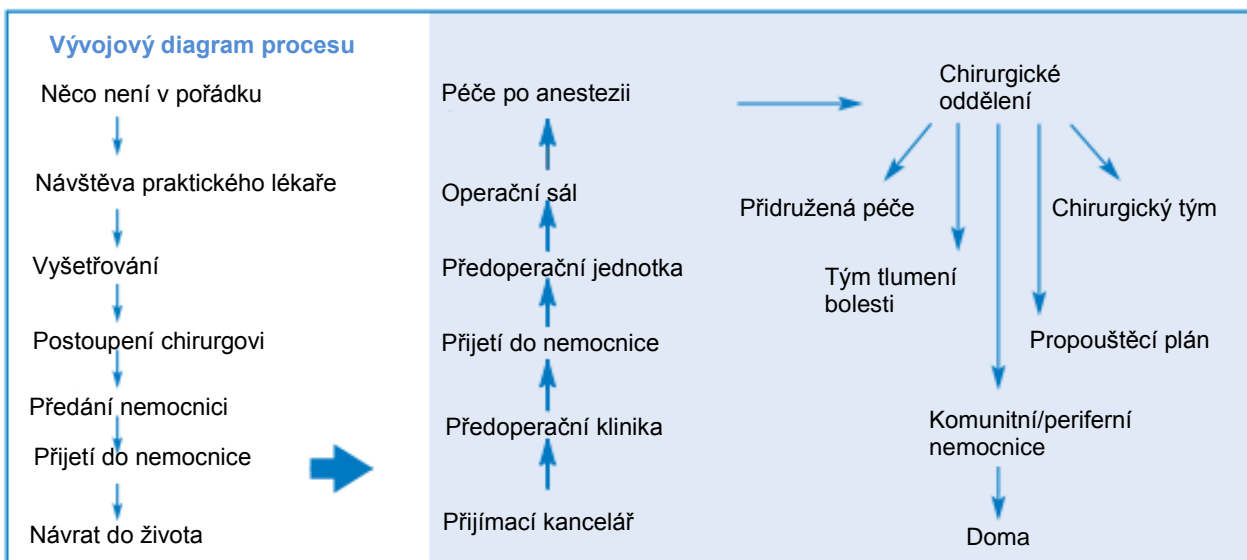 Vývojový diagram procesu
Něco není v pořádku
Návštěva praktického lékaře
Vyšetřování
Postoupení chirurgovi
Předání nemocnici
Přijetí do nemocnice
Návrat do života
Péče po anestezii
Operační sál
Předoperační jednotka
Přijetí do nemocnice
Předoperační klinika
Přijímací kancelář
Chirurgické
oddělení
Přidružená péče
Chirurgický tým
Tým tlumení
bolesti
Propouštěcí plán
Komunitní/periferní
nemocnice
Doma